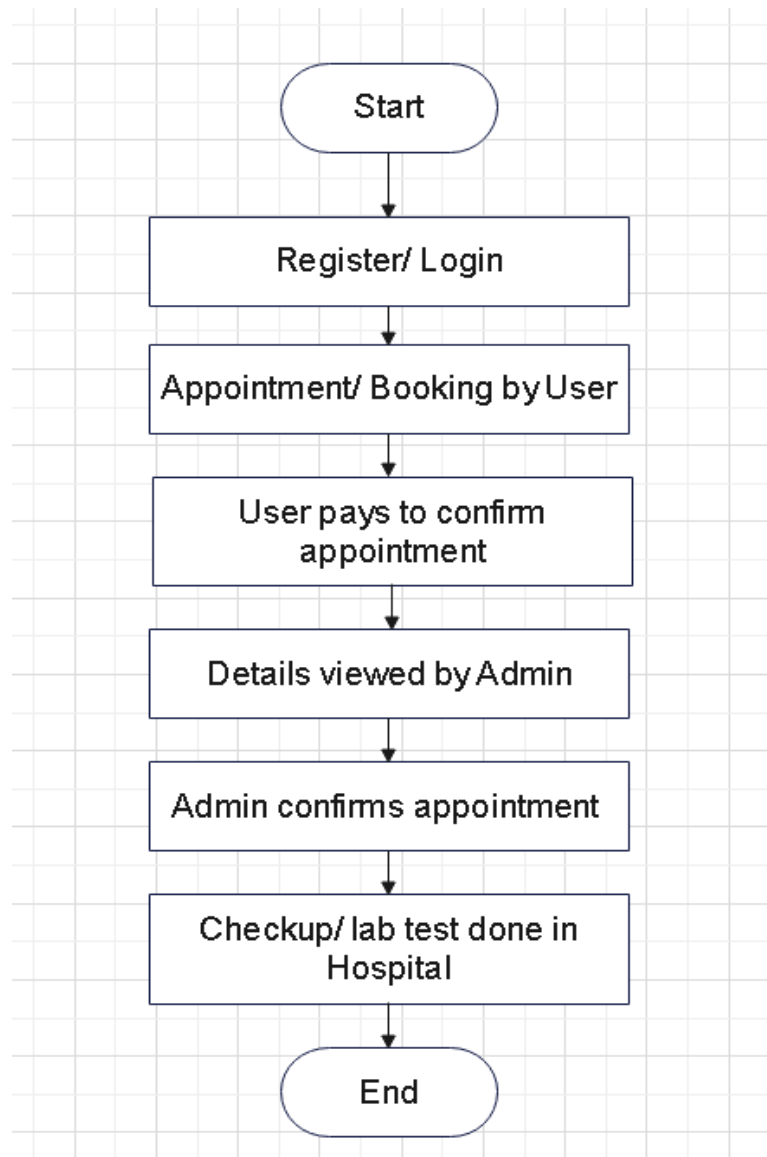 Start
Register/ Login
Appointment/ Booking by User
User pays to confirm
appointment
Details viewed by Admin
Admin confirms appointment
Checkup/ lab test done in
Hospital
End